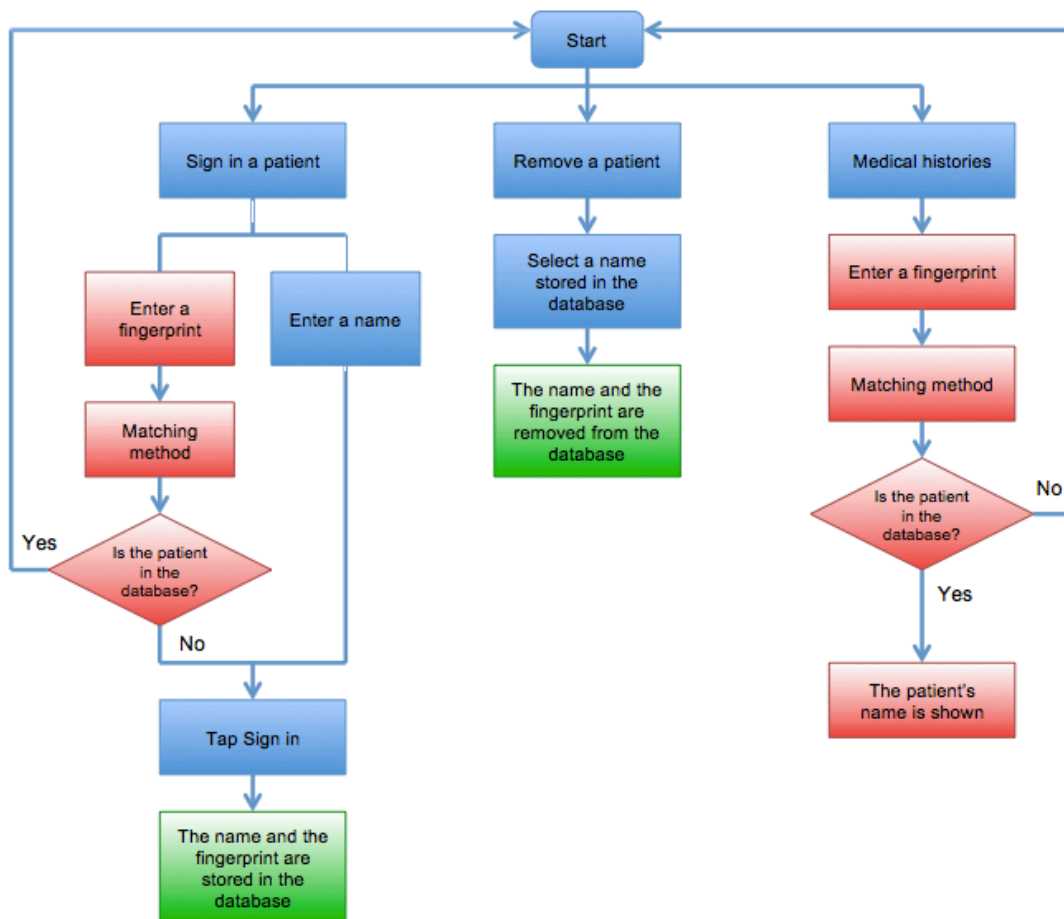 Start
Sign in a patient
Remove a patient
Medical histories
Enter a
fingerprint
Enter a name
Select a name
stored in the
database
Enter a fingerprint
Matching
method
The name and the
fingerprint are
removed from the
database
Matching method
Yes
Is the patient
in the
database?
No
Is the patient
in the
database?
No
Yes
Tap Sign in
The patient's
name is shown
The name and the
fingerprint are
stored in the
database